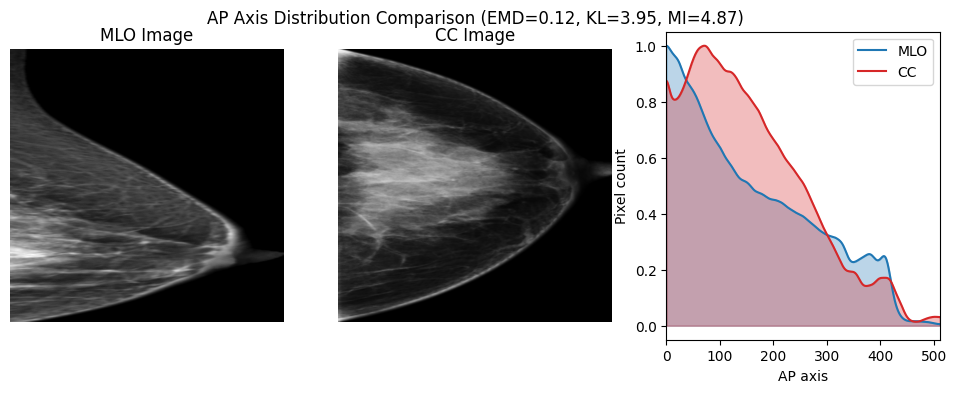 AP Axis Distribution Comparison (EMD=0.12, KL=3.95, MI=4.87)
MLO Image
CC Image
MLO
CC
Pixel count
1.0
0.8
0.6
0.4
0.2
0.0
0 100 200 300 400 500
AP axis